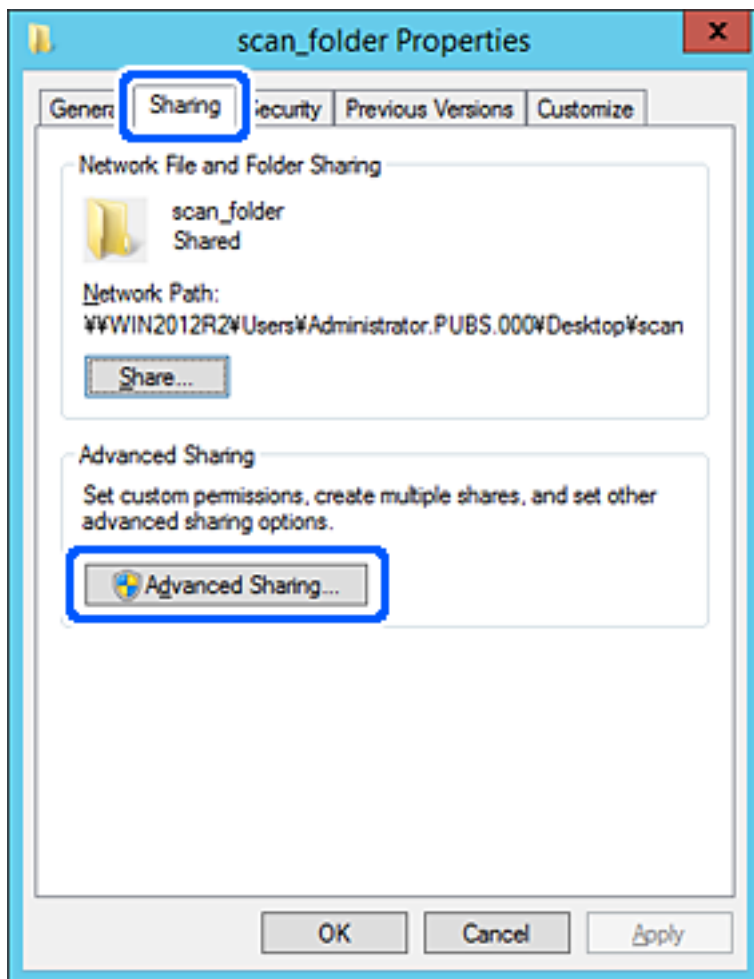 scan_folder Properties
x
Genera Sharing ecurity Previous Versions Customize
Network File and Folder Sharing
scan_folder
Shared
Network Path:
¥¥WIN2012R2¥Users¥Administrator.PUBS.000¥Desktop¥scan
Share...
Advanced Sharing
Set custom permissions, create multiple shares, and set other
advanced sharing options.
Advanced Sharing...
OK Cancel Apply